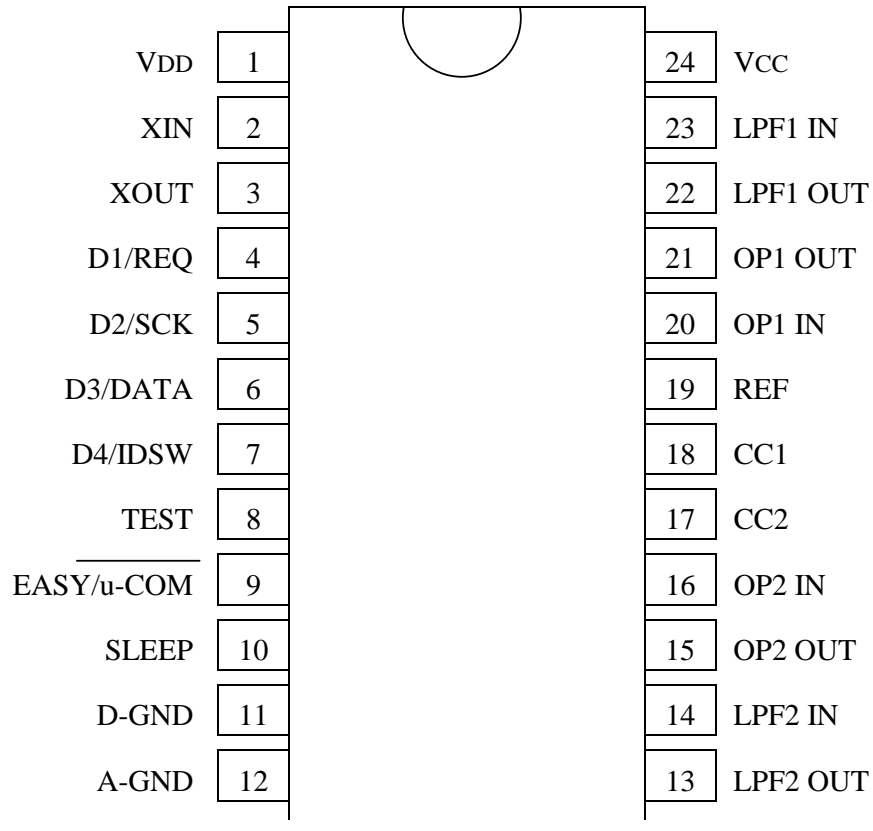 VDD 1 24 VCC
XIN 2 23 LPF1 IN
XOUT 3 22 LPF1 OUT
D1/REQ 4 21 OP1 OUT
D2/SCK 5 20 OP1 IN
D3/DATA 6 19 REF
D4/IDSW 7 18 CC1
TEST 8 17 CC2
EASY/u-COM 9 16 OP2 IN
SLEEP 10 15 OP2 OUT
D-GND 11 14 LPF2 IN
A-GND 12 13 LPF2 OUT